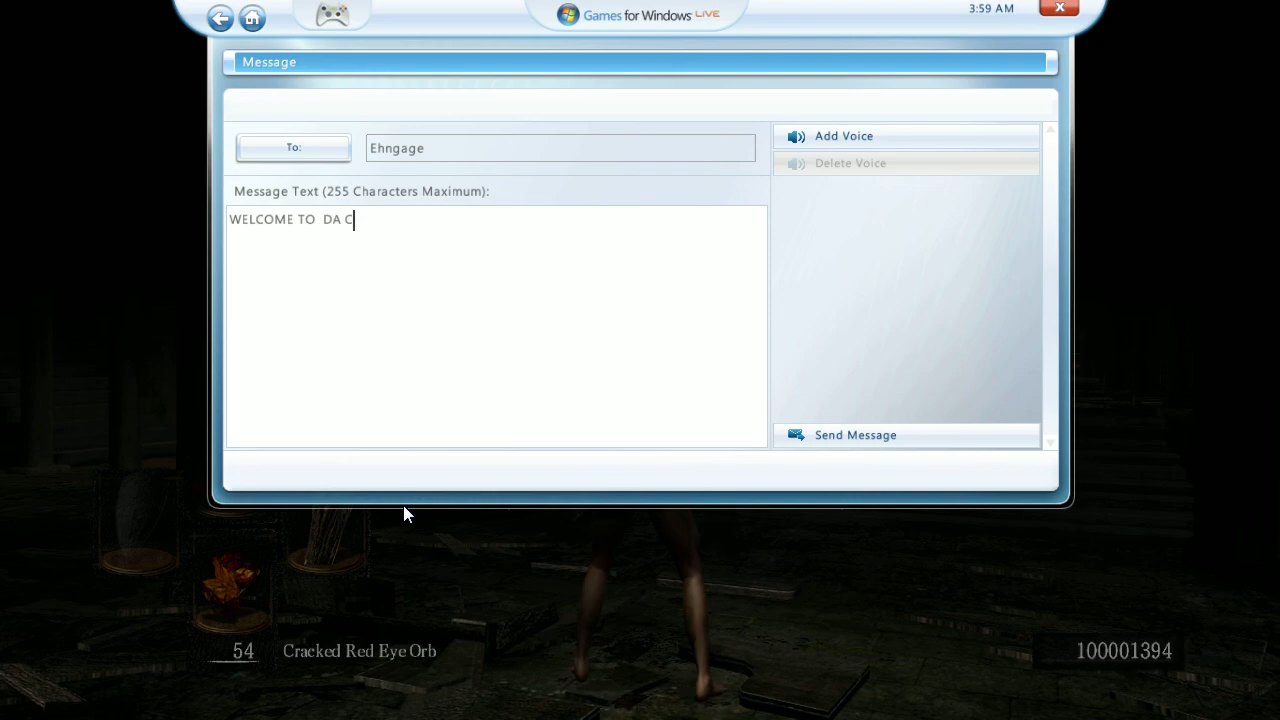 Games for Windows LIVE
3:59 AM
Message
To:
Ehngage
Add Voice
Delete Voice
Message Text (255 Characters Maximum):
WELCOME TO  DA C
Send Message
54
Cracked Red Eye Orb
100001394